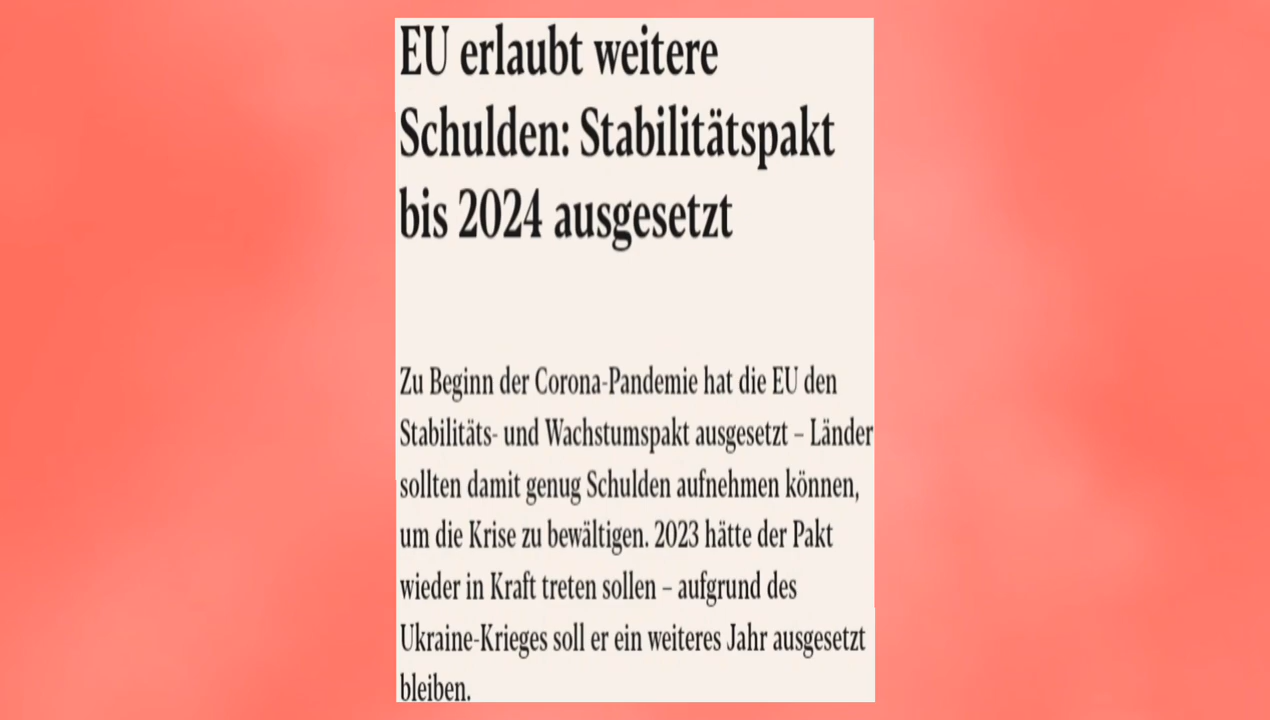 EU erlaubt weitere
Schulden: Stabilitätspakt
bis 2024 ausgesetzt
Zu Beginn der Corona-Pandemie hat die EU den
Stabilitäts- und Wachstumspakt ausgesetzt – Länder
sollten damit genug Schulden aufnehmen können,
um die Krise zu bewältigen. 2023 hätte der Pakt
wieder in Kraft treten sollen – aufgrund des
Ukraine-Krieges soll er ein weiteres Jahr ausgesetzt
bleiben.